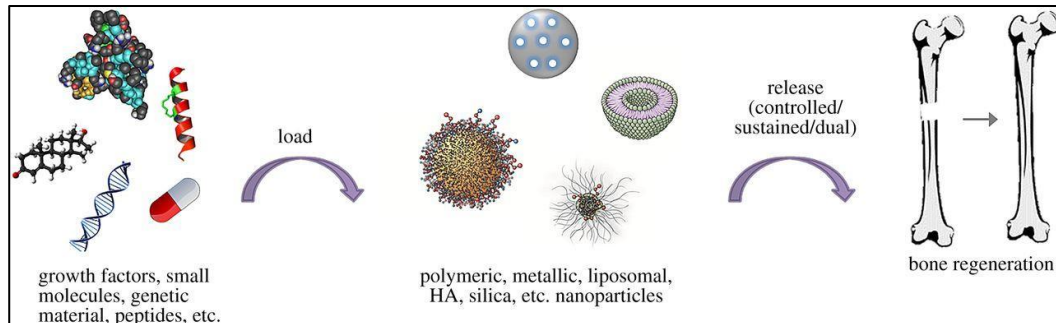 growth factors, small
molecules, genetic
material, peptides, etc.
load
polymeric, metallic, liposomal,
HA, silica, etc. nanoparticles
release
(controlled/
sustained/dual)
bone regeneration